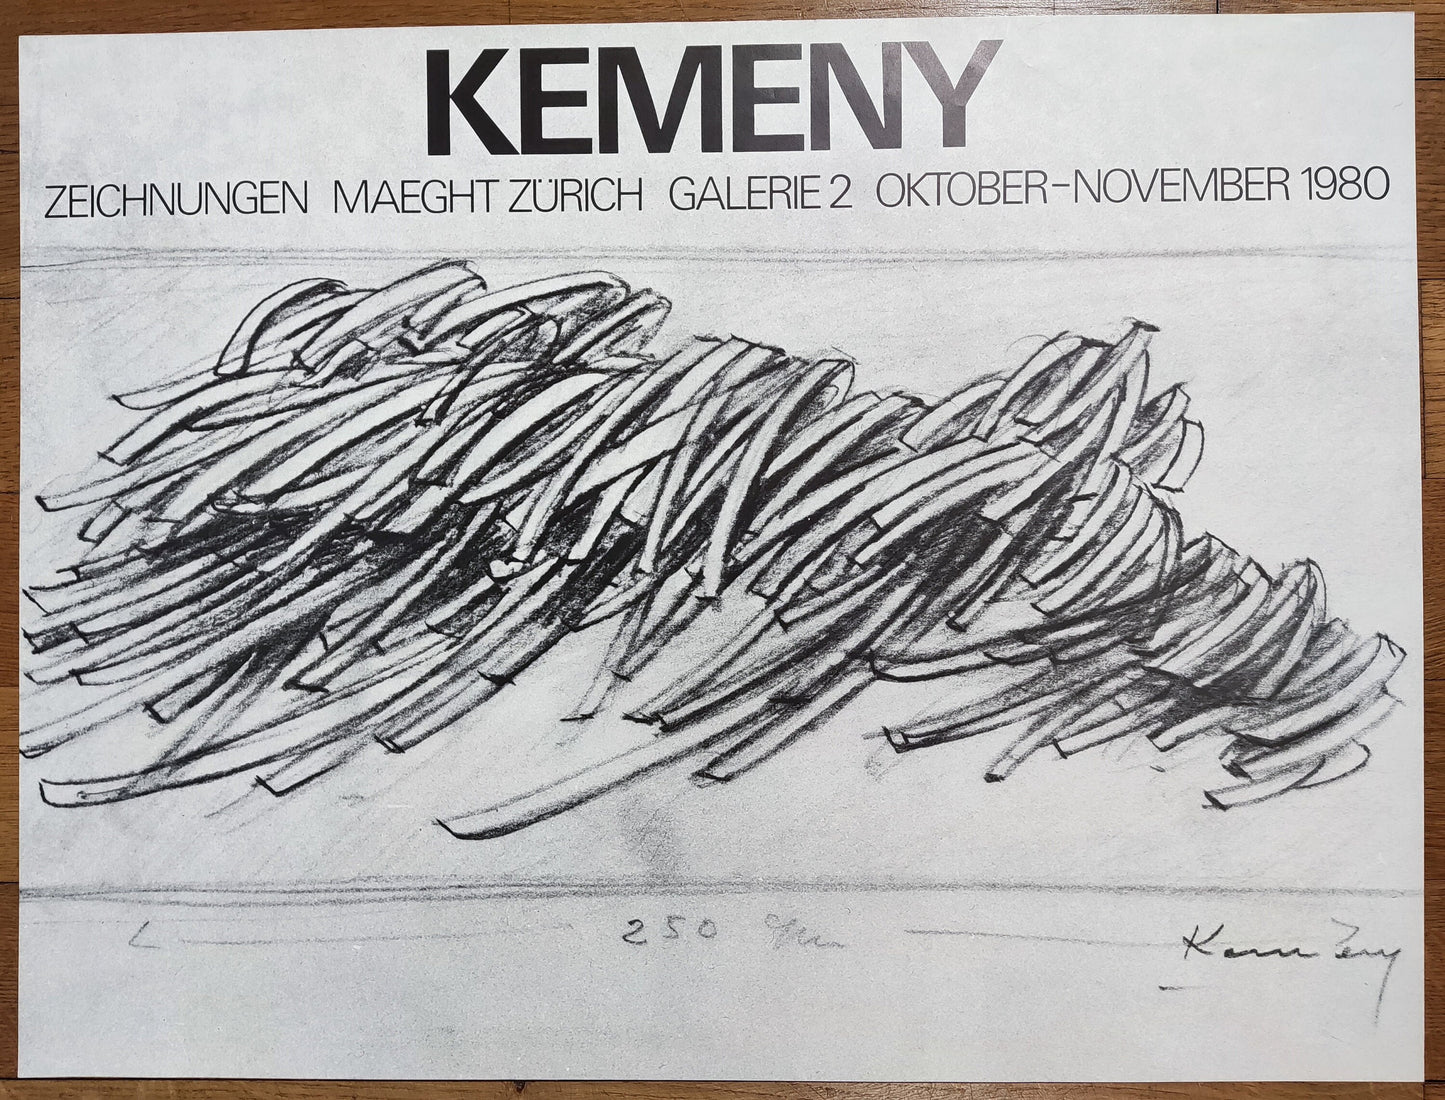 KEMENY
ZEICHNUNGEN MAEGHT ZÜRICH GALERIE 2 OKTOBER–NOVEMBER 1980
250
Kemeny